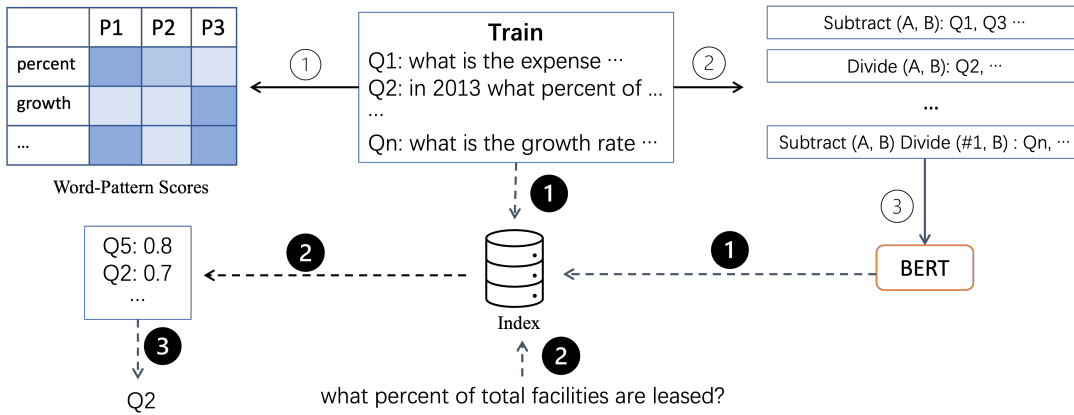 P1 P2 P3
percent
growth
...
Word-Pattern Scores
1
Train
Q1: what is the expense ···
Q2: in 2013 what percent of ...
...
Qn: what is the growth rate ···
2
Subtract (A, B): Q1, Q3 ···
Divide (A, B): Q2, ···
...
Subtract (A, B) Divide (#1, B) : Qn, ···
3
BERT
1
1
Index
2
Q5: 0.8
Q2: 0.7
...
3
Q2
2
what percent of total facilities are leased?